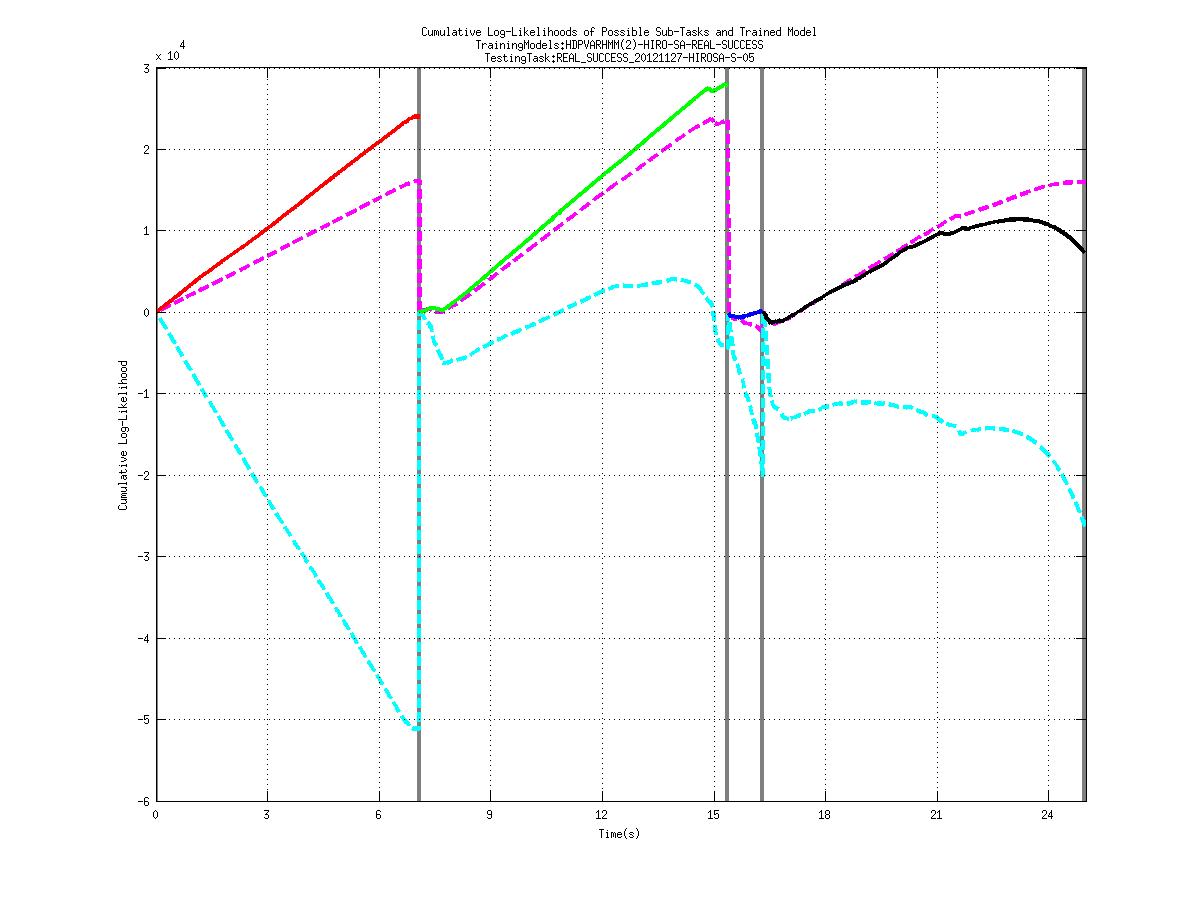 Cumulative Log-Likelihoods of Possible Sub-Tasks and Trained Model
TrainingModels:HDPVARHMM(2)-HIRO-SA-REAL-SUCCESS
TestingTask:REAL_SUCCESS_20121127-HIROSA-S-05
x 10^4
3
2
1
0
-1
-2
-3
-4
-5
-6
Cumulative Log-Likelihood
0 3 6 9 12 15 18 21 24
Time(s)